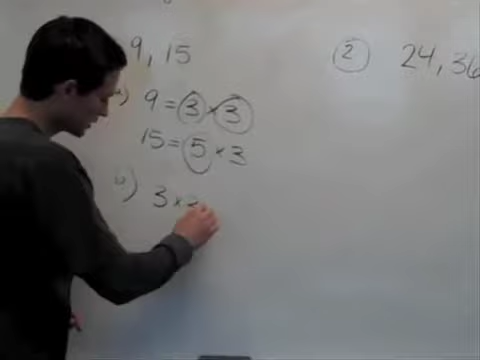 9, 15
9 = 3 × 3
15 = 5 × 3
b) 3 ×
2 24, 36